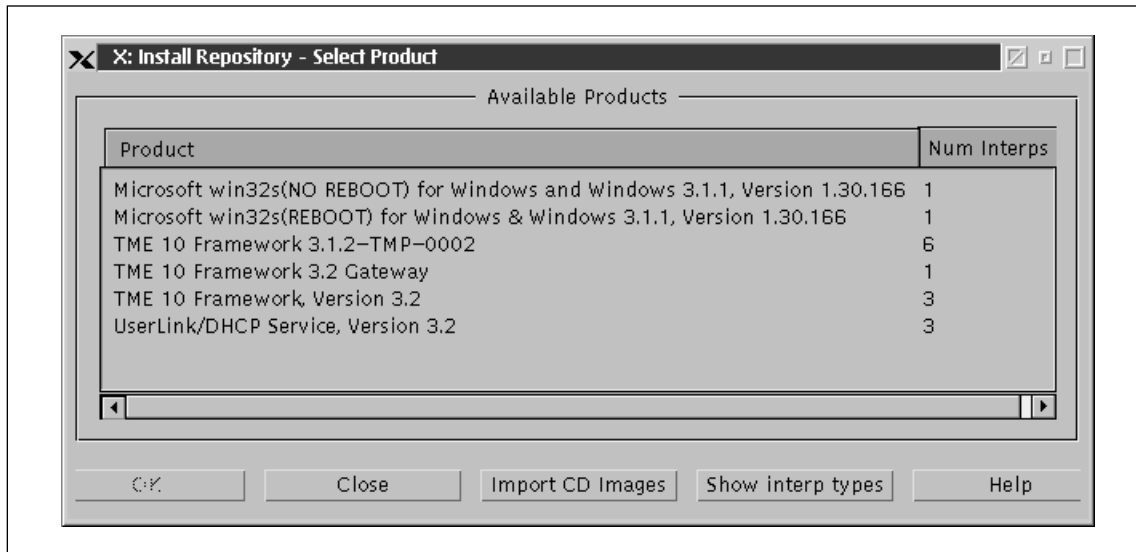 X: Install Repository - Select Product
Available Products
Product Num Interps
Microsoft win32s(NO REBOOT) for Windows and Windows 3.1.1, Version 1.30.166 1
Microsoft win32s(REBOOT) for Windows & Windows 3.1.1, Version 1.30.166 1
TME 10 Framework 3.1.2-TMP-0002 6
TME 10 Framework 3.2 Gateway 1
TME 10 Framework, Version 3.2 3
UserLink/DHCP Service, Version 3.2 3
OK Close Import CD Images Show interp types Help